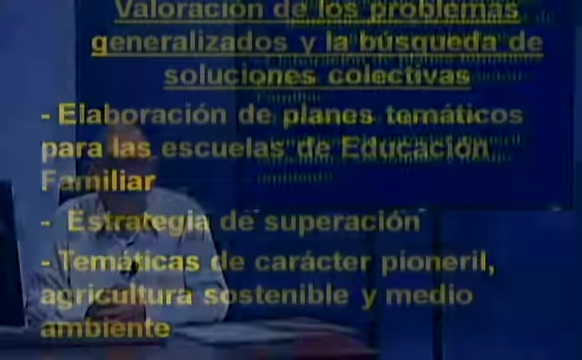 Valoración de los problemas
generalizados y la búsqueda de
soluciones colectivas
- Elaboración de planes temáticos
para las escuelas de Educación
Familiar
- Estrategia de superación
- Temáticas de carácter pioneril,
agricultura sostenible y medio
ambiente